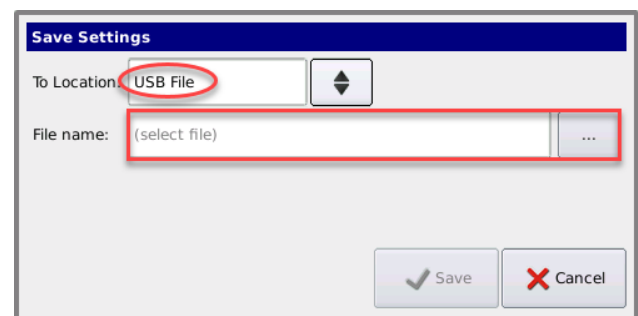 Save Settings
To Location: USB File
File name: (select file) ...
Save Cancel